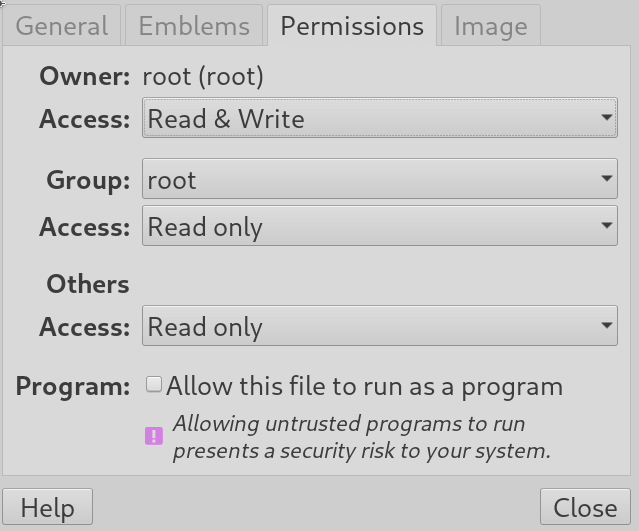 General Emblems Permissions Image
Owner: root (root)
Access: Read & Write
Group: root
Access: Read only
Others
Access: Read only
Program: Allow this file to run as a program
! Allowing untrusted programs to run
presents a security risk to your system.
Help Close